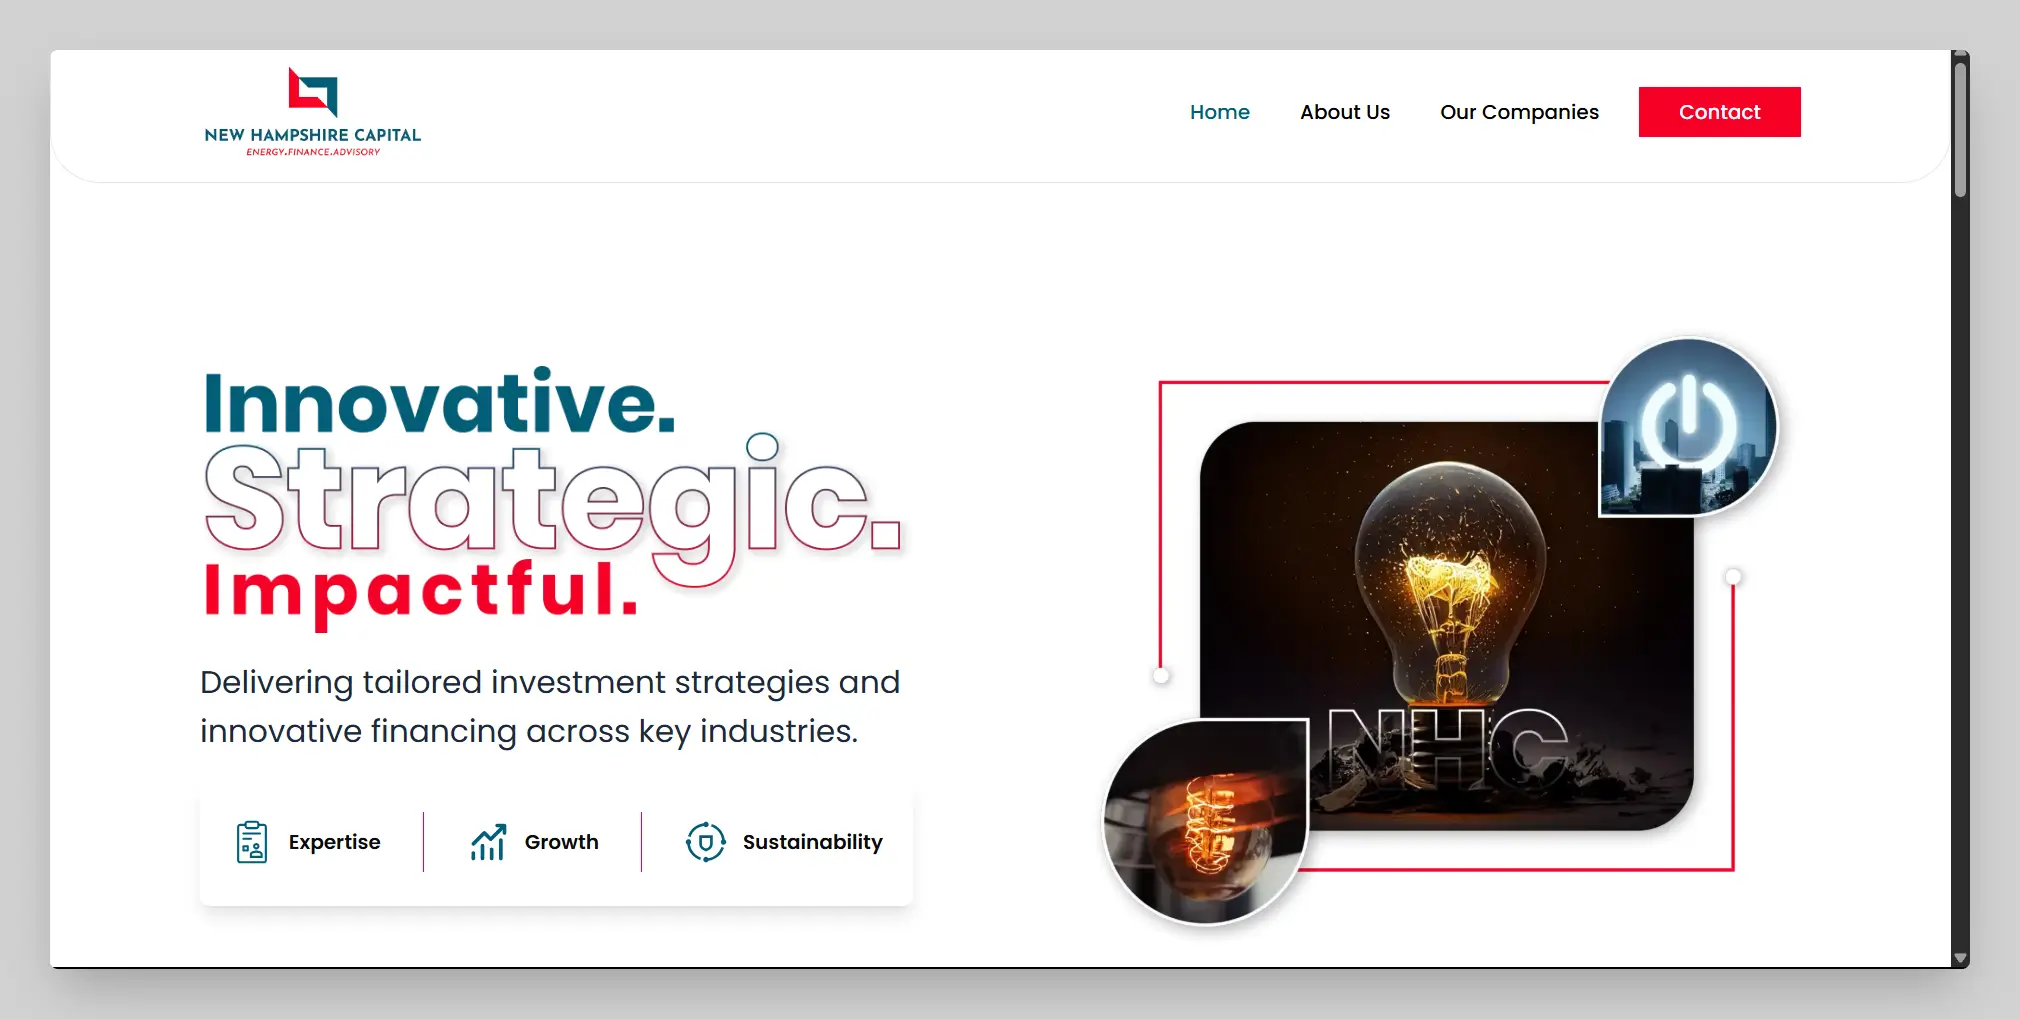 NEW HAMPSHIRE CAPITAL
ENERGY.FINANCE.ADVISORY
Home
About Us
Our Companies
Contact
Innovative.
Strategic.
Impactful.
Delivering tailored investment strategies and
innovative financing across key industries.
Expertise
Growth
Sustainability
NHC